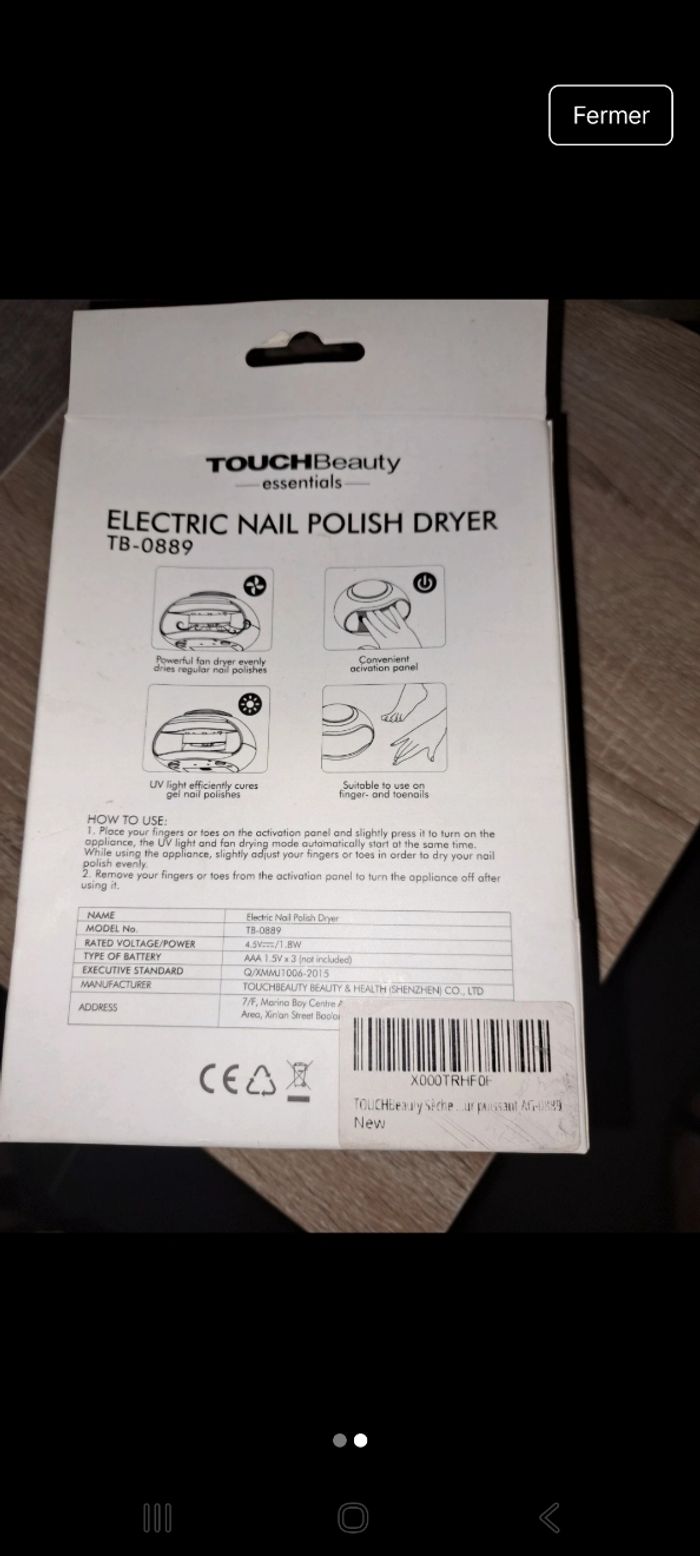 Fermer
TOUCHBeauty
essentials
ELECTRIC NAIL POLISH DRYER
TB-0889
Powerful fan dryer evenly
dries regular nail polishes
Convenient
acivation panel
UV light efficiently cures
gel nail polishes
Suitable to use on
finger- and toenails
HOW TO USE:
1. Place your fingers or toes on the activation panel and slightly press it to turn on the
appliance, the UV light and fan drying mode automatically start at the same time.
While using the appliance, slightly adjust your fingers or toes in order to dry your nail
polish evenly.
2. Remove your fingers or toes from the activation panel to turn the appliance off after
using it.
NAME Electric Nail Polish Dryer
MODEL No. TB-0889
RATED VOLTAGE/POWER 4.5V⎓/1.8W
TYPE OF BATTERY AAA 1.5V x 3 (not included)
EXECUTIVE STANDARD Q/XMMJ1006-2015
MANUFACTURER TOUCHBEAUTY BEAUTY & HEALTH (SHENZHEN) CO., LTD
ADDRESS 7/F, Marina Bay Centre
Area, Xin'an Street
CE
X000TRHF0F
TOUCHBeauty Sèche ...ur puissant
New